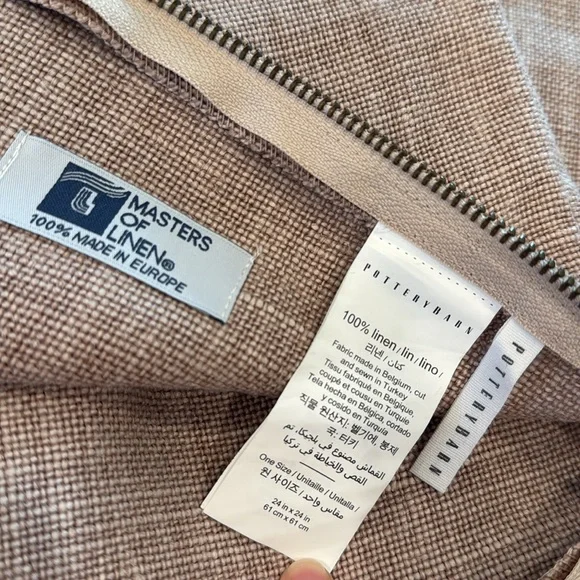 L
MASTERS
OF
LINEN®
100% MADE IN EUROPE
POTTERYBARN
100% linen / lin / lino /
리넨 / كتان
Fabric made in Belgium, cut
and sewn in Turkey.
Tissu fabriqué en Belgique,
coupé et cousu en Turquie
Tela hecha en Bélgica, cortado
y cosido en Turquía
직물 원산지: 벨기에, 봉제
국: 터키
القماش مصنوع في بلجيكا: تم
القص والخياطة في تركيا
One Size / Unitaille / Unitalla /
원 사이즈 / مقاس واحد
24 in x 24 in
61 cm x 61 cm
POTTERYBARN